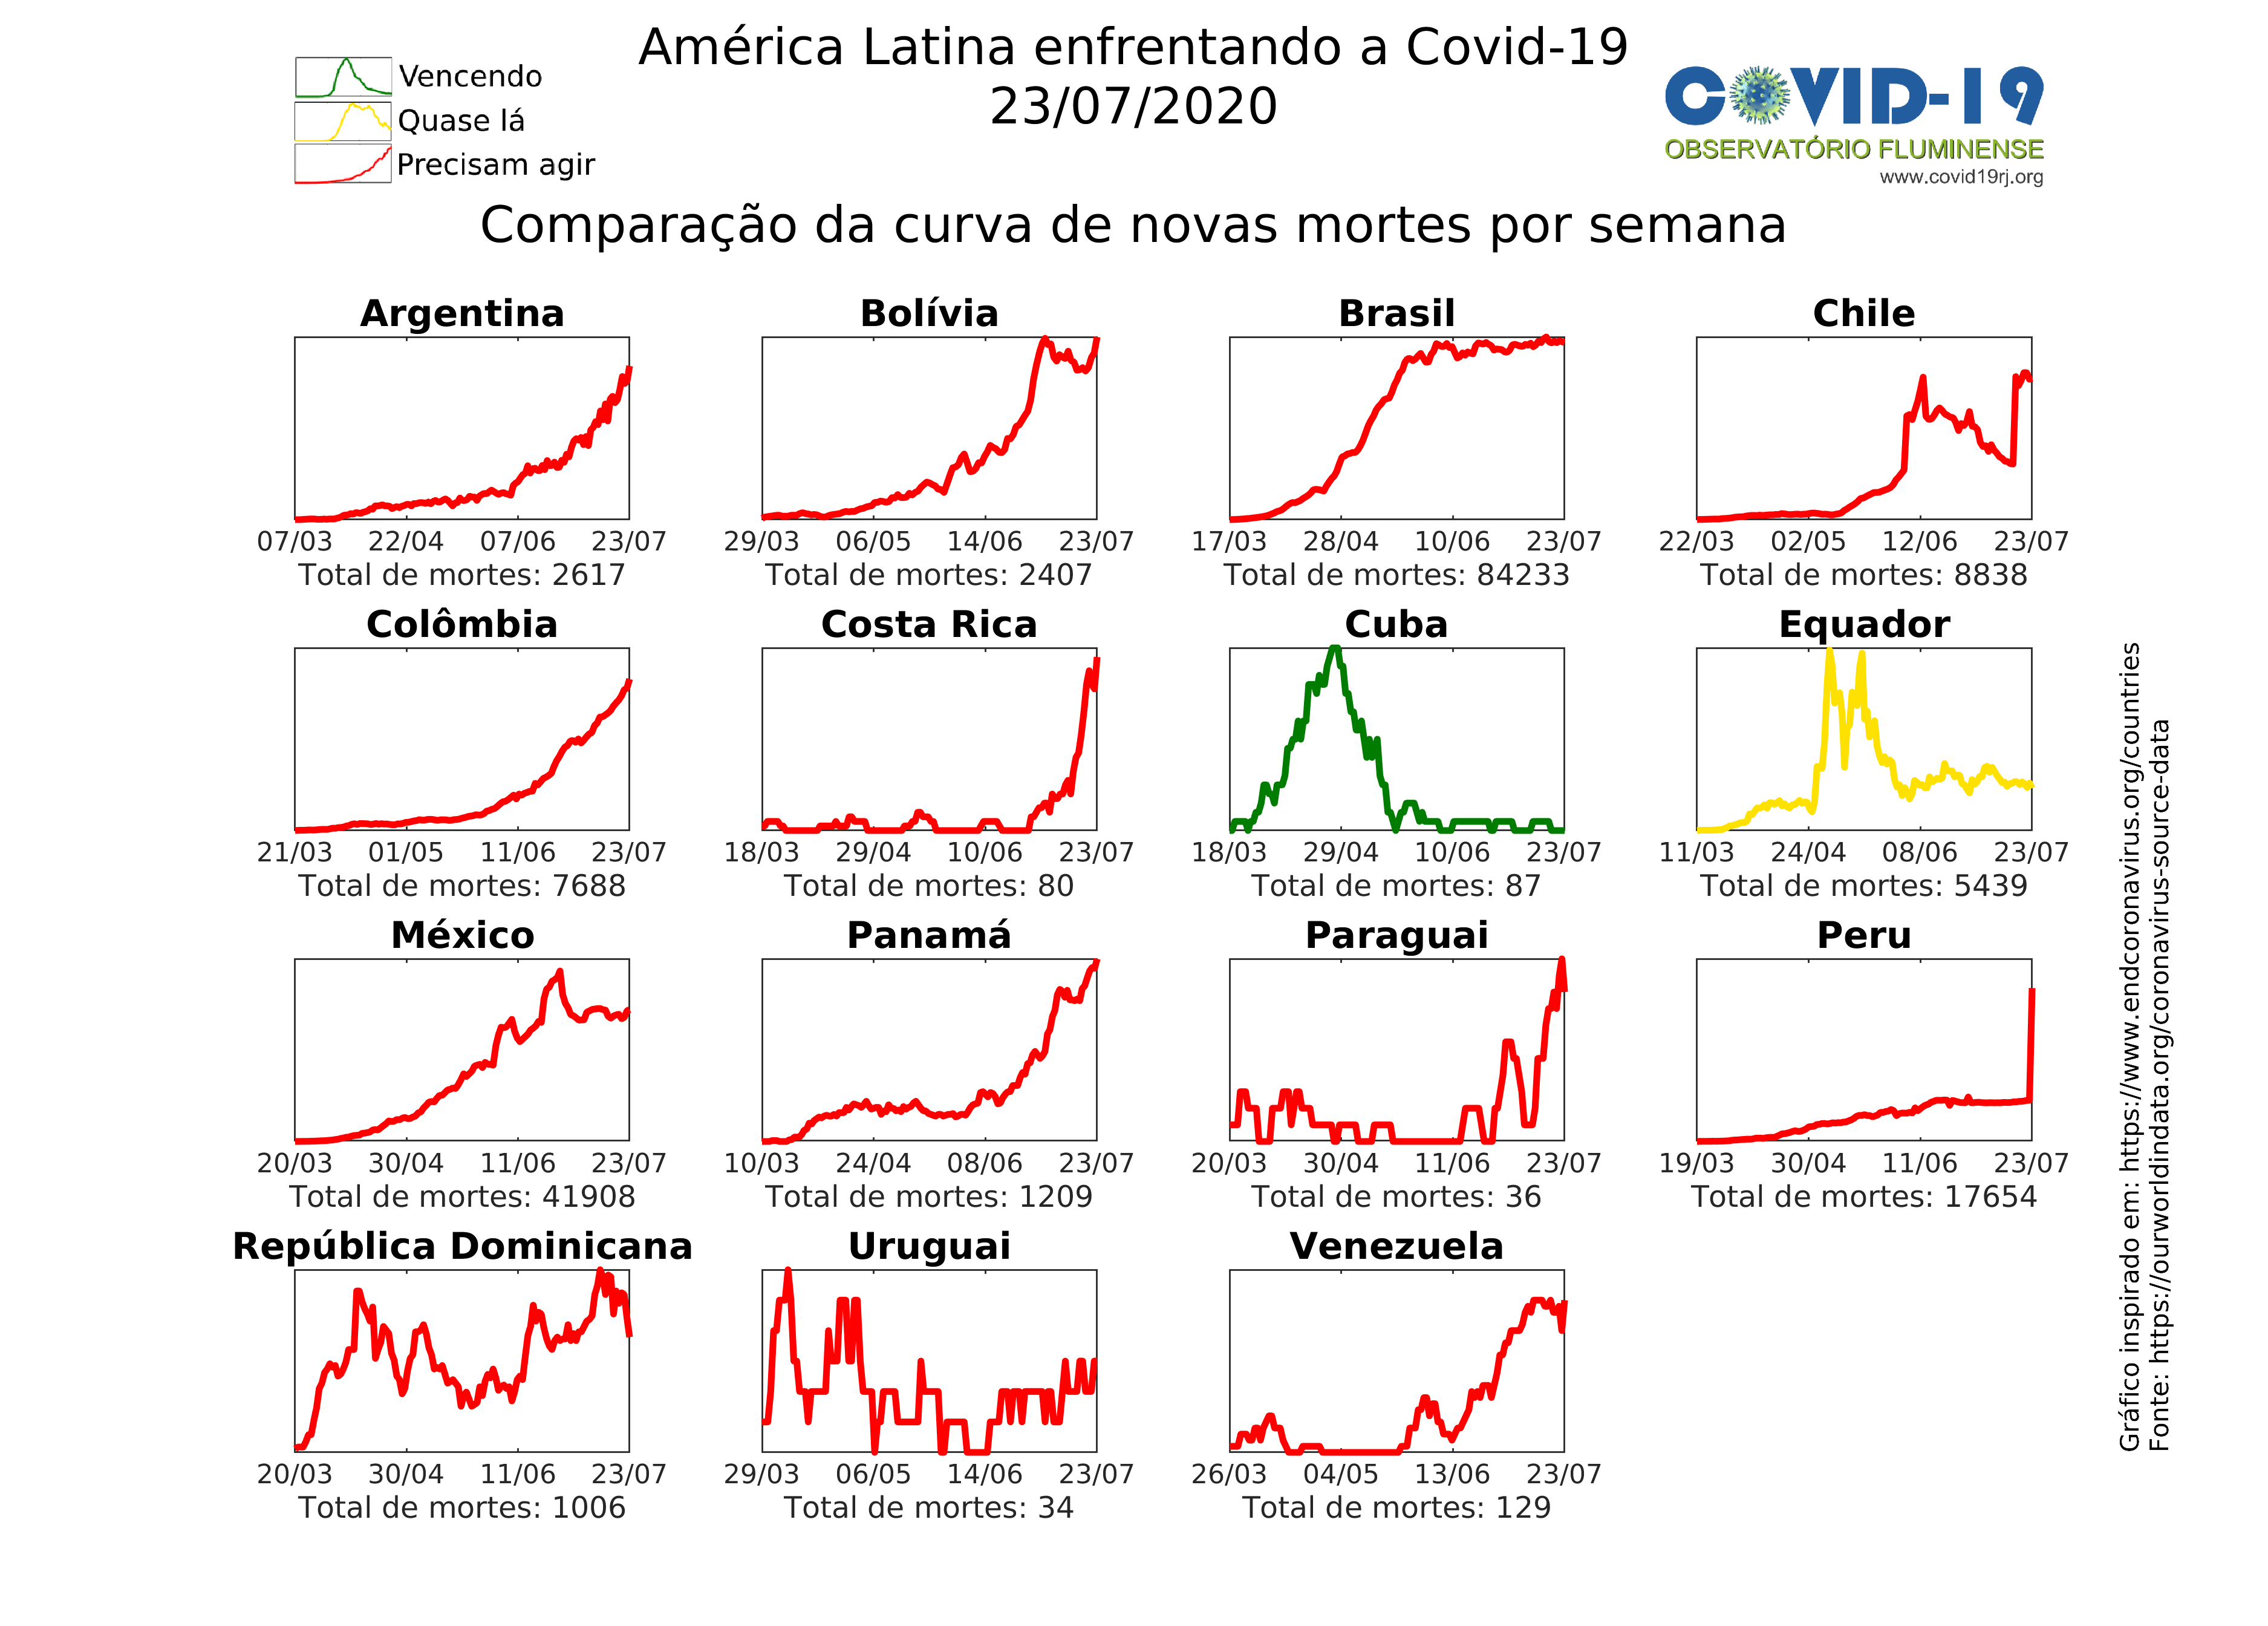 América Latina enfrentando a Covid-19
23/07/2020
Vencendo
Quase lá
Precisam agir
COVID-19
OBSERVATÓRIO FLUMINENSE
www.covid19rj.org
Comparação da curva de novas mortes por semana
Argentina
07/03 22/04 07/06 23/07
Total de mortes: 2617
Bolívia
29/03 06/05 14/06 23/07
Total de mortes: 2407
Brasil
17/03 28/04 10/06 23/07
Total de mortes: 84233
Chile
22/03 02/05 12/06 23/07
Total de mortes: 8838
Colômbia
21/03 01/05 11/06 23/07
Total de mortes: 7688
Costa Rica
18/03 29/04 10/06 23/07
Total de mortes: 80
Cuba
18/03 29/04 10/06 23/07
Total de mortes: 87
Equador
11/03 24/04 08/06 23/07
Total de mortes: 5439
México
20/03 30/04 11/06 23/07
Total de mortes: 41908
Panamá
10/03 24/04 08/06 23/07
Total de mortes: 1209
Paraguai
20/03 30/04 11/06 23/07
Total de mortes: 36
Peru
19/03 30/04 11/06 23/07
Total de mortes: 17654
República Dominicana
20/03 30/04 11/06 23/07
Total de mortes: 1006
Uruguai
29/03 06/05 14/06 23/07
Total de mortes: 34
Venezuela
26/03 04/05 13/06 23/07
Total de mortes: 129
Gráfico inspirado em: https://www.endcoronavirus.org/countries
Fonte: https://ourworldindata.org/coronavirus-source-data